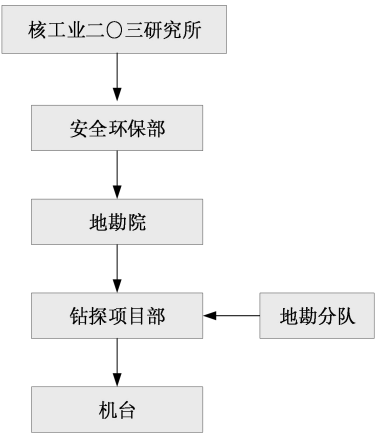 核工业二〇三研究所
安全环保部
地勘院
钻探项目部
地勘分队
机台